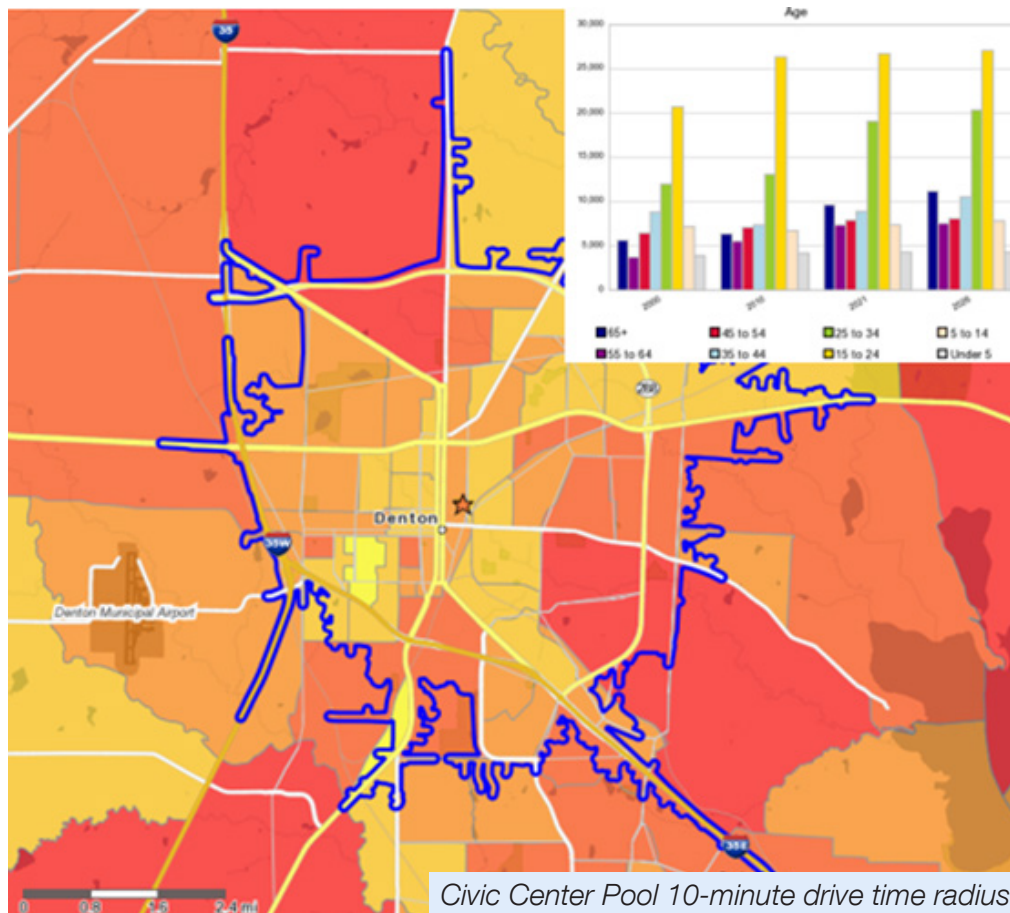 Age
30,000
25,000
20,000
15,000
10,000
5,000
0
2000 2010 2021 2026
65+ 45 to 54 25 to 34 5 to 14
55 to 64 35 to 44 15 to 24 Under 5
35
288
Denton
35W
Denton Municipal Airport
35E
0 0.8 1.6 2.4 mi
Civic Center Pool 10-minute drive time radius